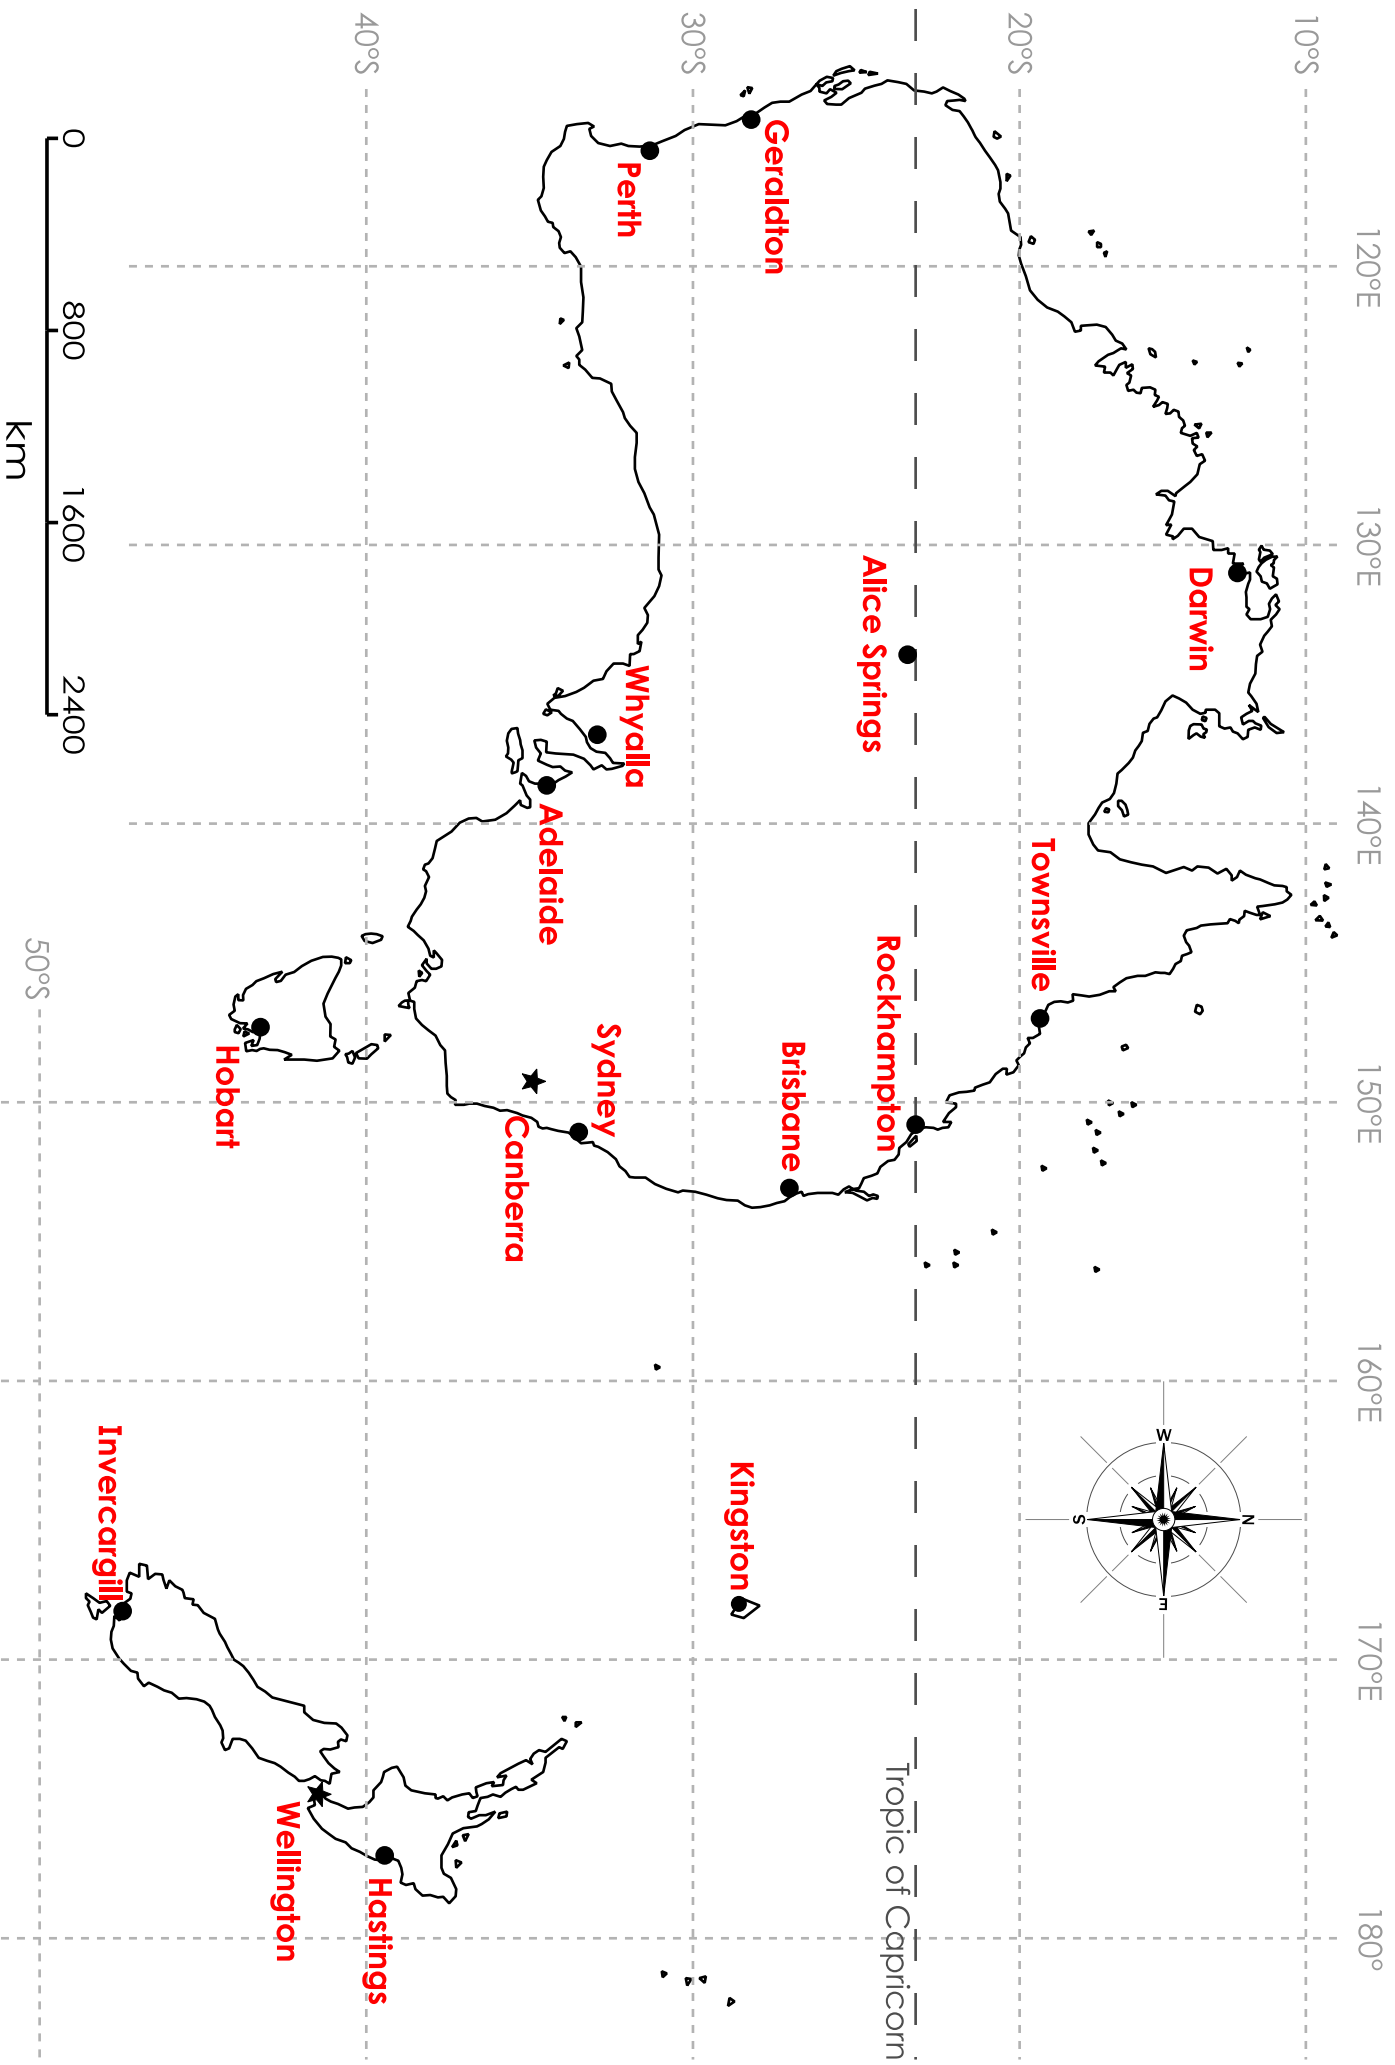 120°E
130°E
140°E
150°E
160°E
170°E
180°
10°S
20°S
30°S
40°S
50°S
N
W
E
S
Darwin
Townsville
Alice Springs
Rockhampton
Tropic of Capricorn
Geraldton
Brisbane
Kingston
Perth
Whyalla
Sydney
Adelaide
Canberra
Hastings
Wellington
Hobart
Invercargill
0
800
1600
2400
km